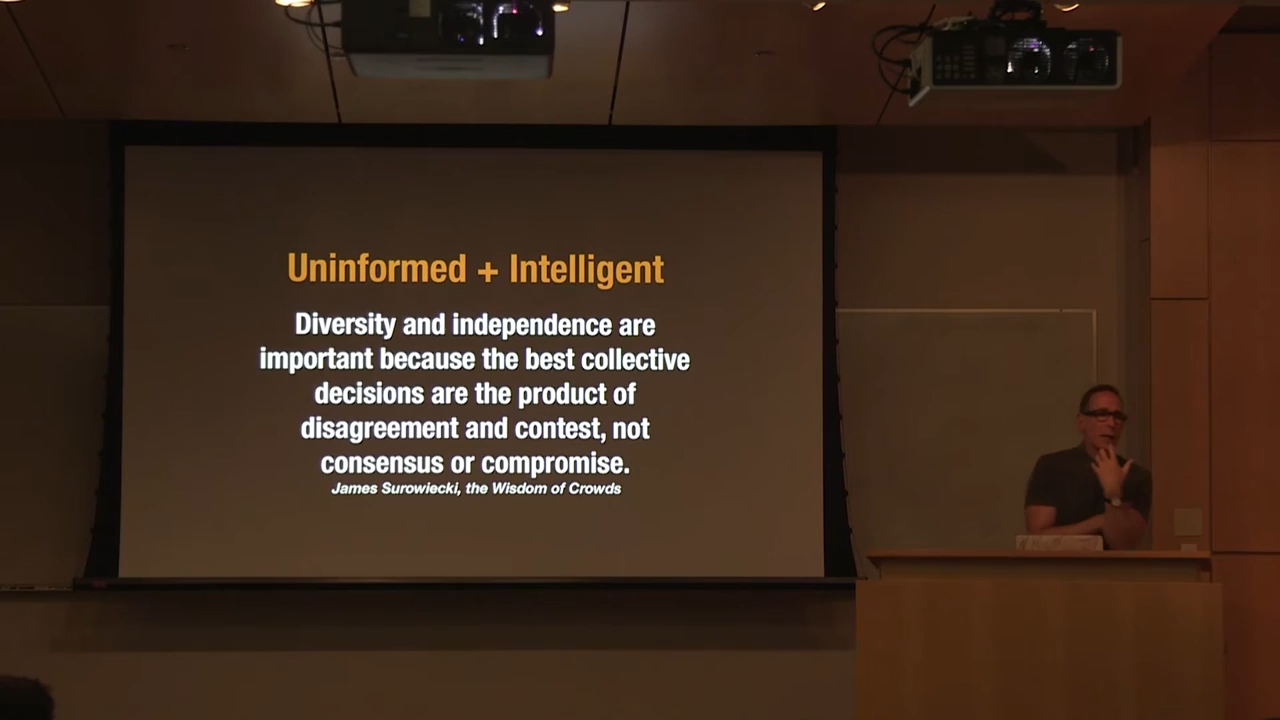 Uninformed + Intelligent
Diversity and independence are
important because the best collective
decisions are the product of
disagreement and contest, not
consensus or compromise.
James Surowiecki, the Wisdom of Crowds